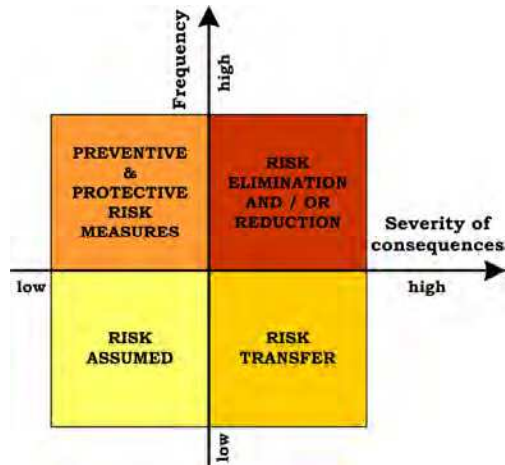 Frequency
high
PREVENTIVE
&
PROTECTIVE
RISK
MEASURES
RISK
ELIMINATION
AND / OR
REDUCTION
Severity of
consequences
low
high
RISK
ASSUMED
RISK
TRANSFER
low